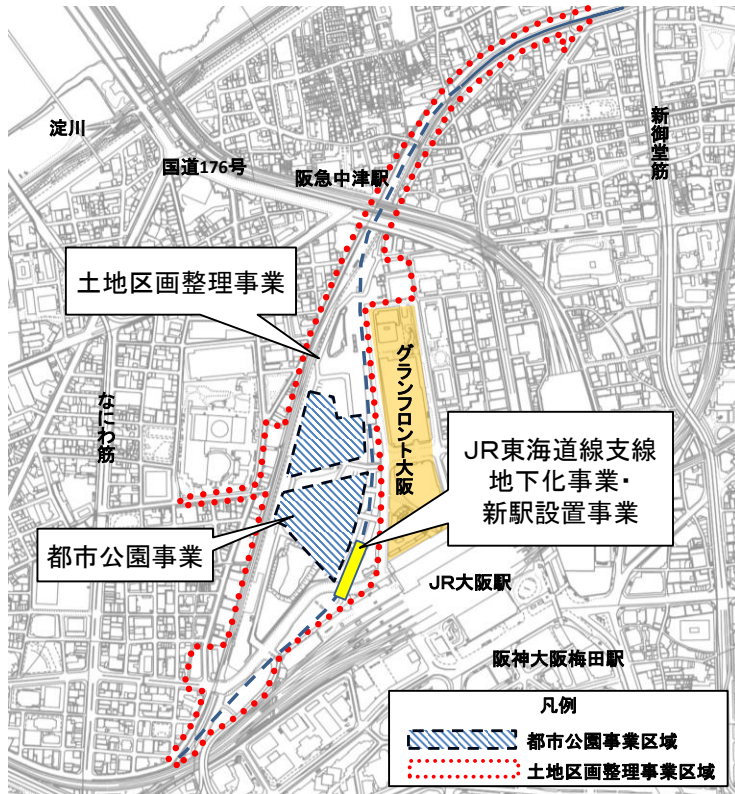 淀川
国道176号
阪急中津駅
新御堂筋
土地区画整理事業
グランフロント大阪
なにわ筋
JR東海道線支線
地下化事業・
新駅設置事業
都市公園事業
JR大阪駅
阪神大阪梅田駅
凡例
都市公園事業区域
土地区画整理事業区域